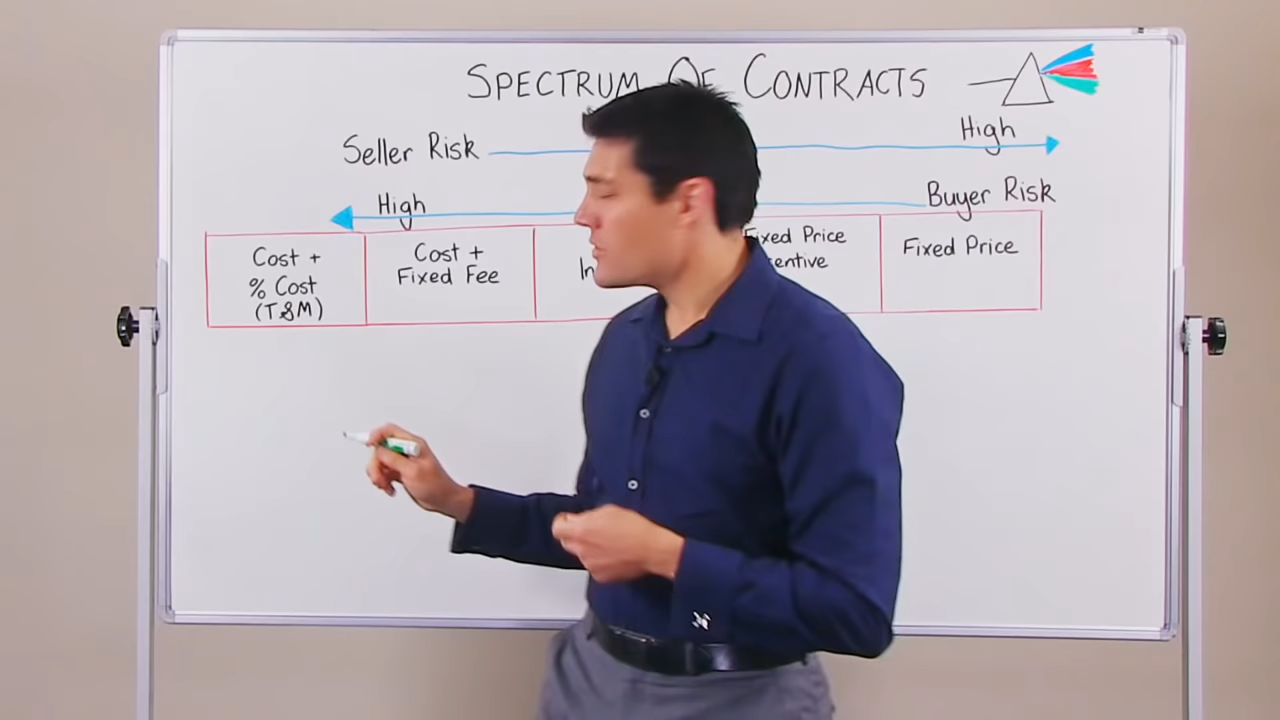 SPECTRUM OF CONTRACTS
High
Seller Risk
High
Buyer Risk
Cost +
% Cost
(T&M)
Cost +
Fixed Fee
Fixed Price
Fixed Price